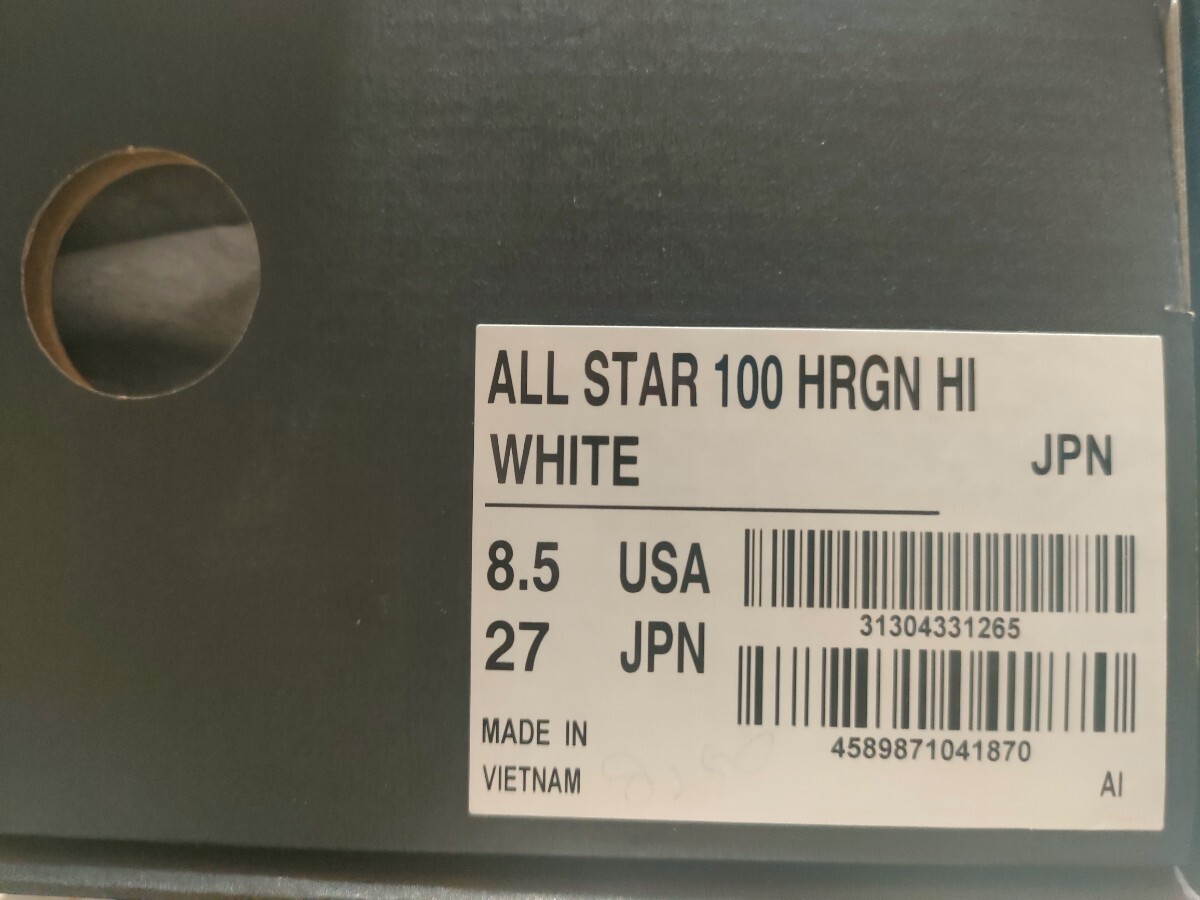 ALL STAR 100 HRGN HI
WHITE JPN
8.5 USA
31304331265
27 JPN
4589871041870
MADE IN
VIETNAM
AI